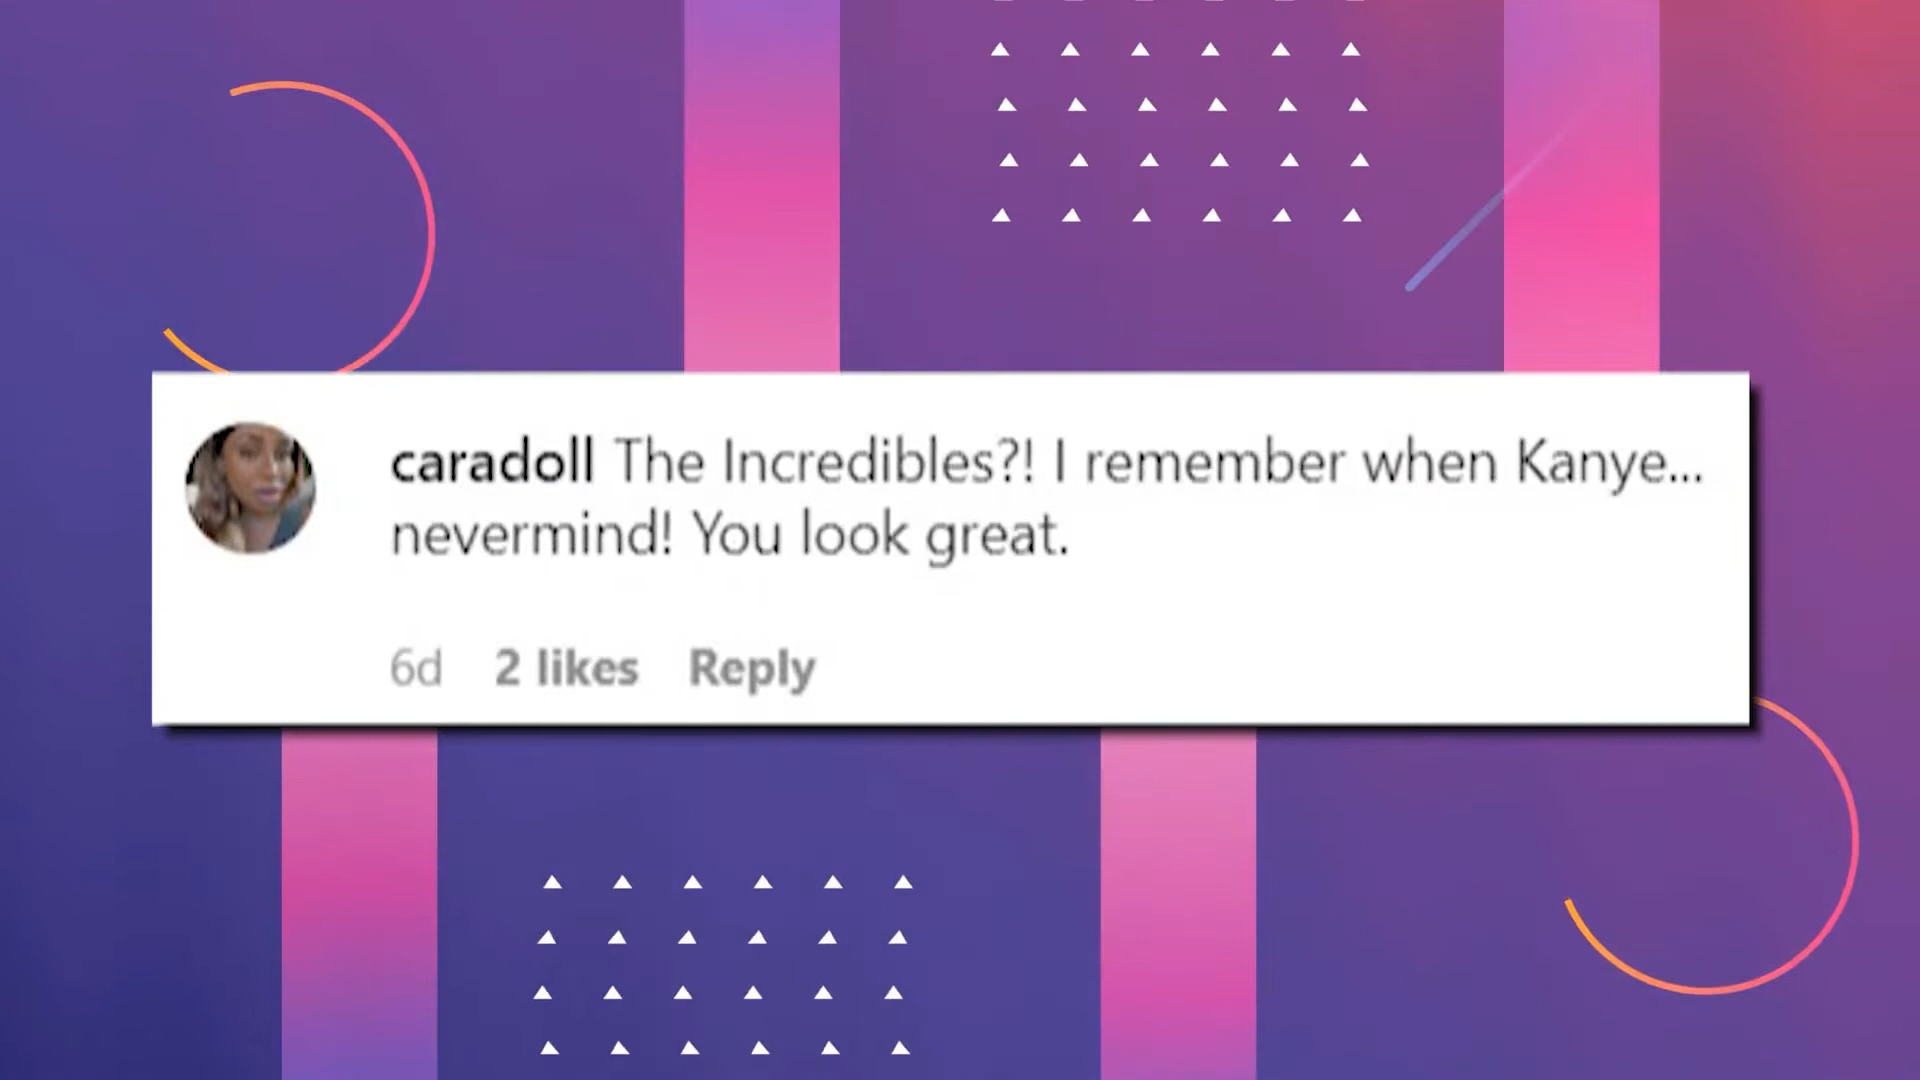 caradoll The Incredibles?! I remember when Kanye...
nevermind! You look great.
6d 2 likes Reply